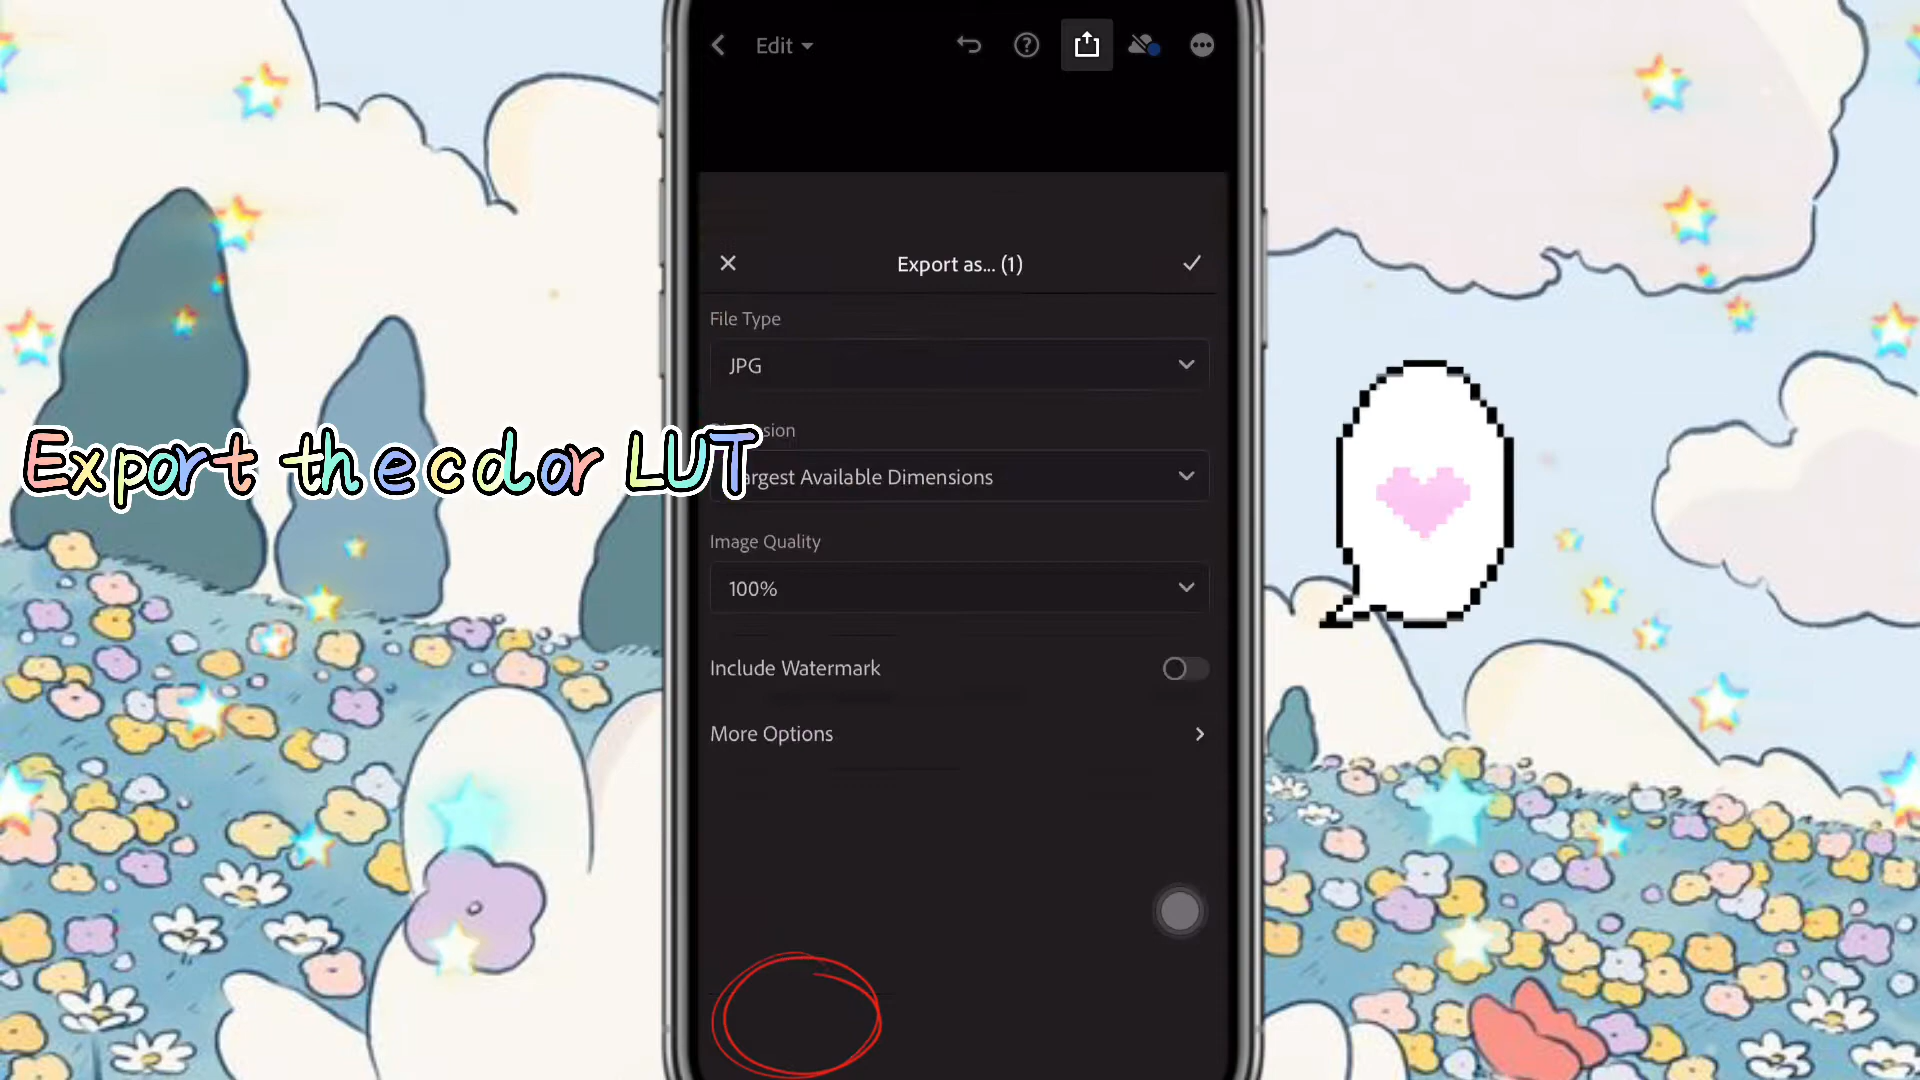 Edit
Export as... (1)
File Type
JPG
Export the color LUT
Largest Available Dimensions
Image Quality
100%
Include Watermark
More Options